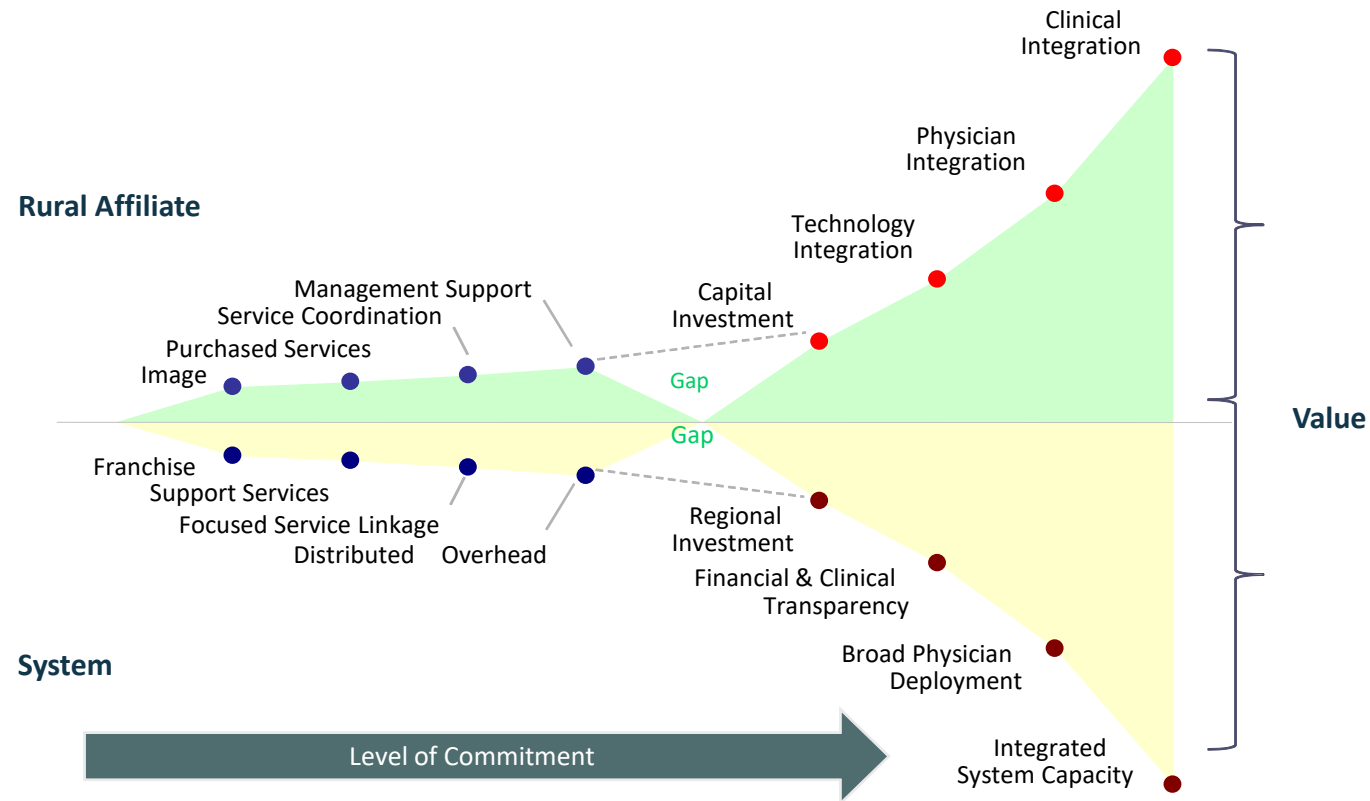 Clinical
Integration
Physician
Integration
Rural Affiliate
Technology
Integration
Management Support
Service Coordination
Capital
Investment
Purchased Services
Image
Gap
Value
Gap
Franchise
Support Services
Focused Service Linkage
Distributed Overhead
Regional
Investment
Financial & Clinical
Transparency
System
Broad Physician
Deployment
Level of Commitment
Integrated
System Capacity